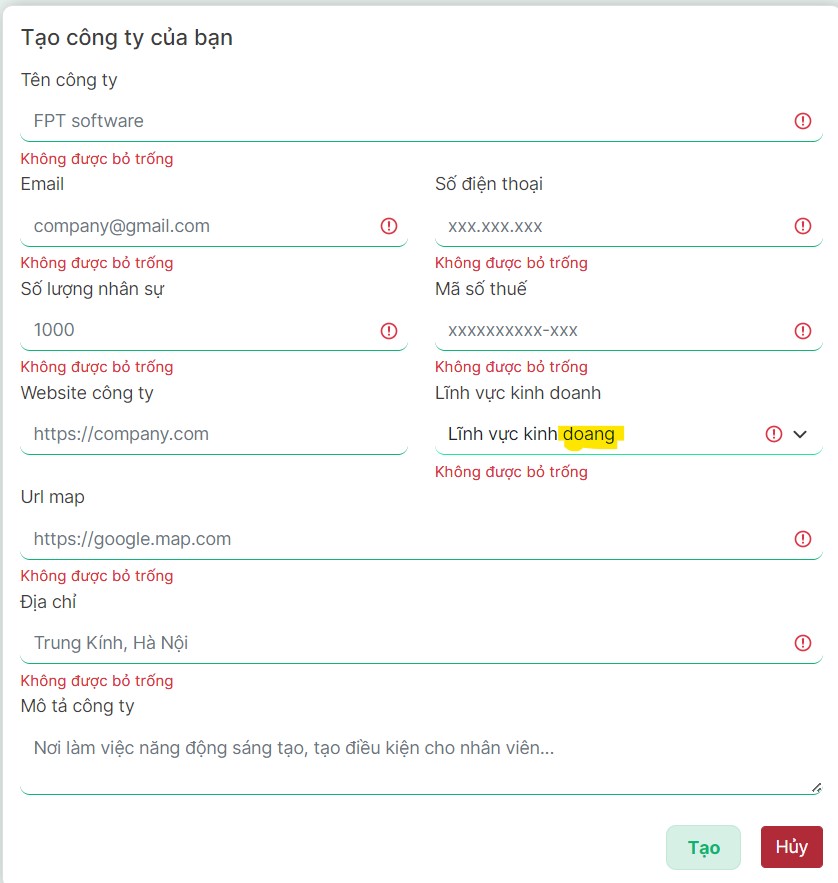 Tạo công ty của bạn
Tên công ty
FPT software
Không được bỏ trống
Email
Số điện thoại
company@gmail.com
xxx.xxx.xxx
Không được bỏ trống
Không được bỏ trống
Số lượng nhân sự
Mã số thuế
1000
xxxxxxxxxx-xxx
Không được bỏ trống
Không được bỏ trống
Website công ty
Lĩnh vực kinh doanh
https://company.com
Lĩnh vực kinh doang
Không được bỏ trống
Url map
https://google.map.com
Không được bỏ trống
Địa chỉ
Trung Kính, Hà Nội
Không được bỏ trống
Mô tả công ty
Nơi làm việc năng động sáng tạo, tạo điều kiện cho nhân viên...
Tạo
Hủy